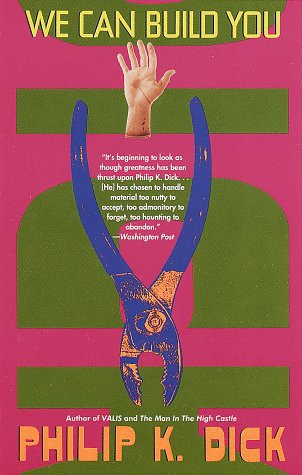 WE CAN BUILD YOU
"It's beginning to look as
though greatness has been
thrust upon Philip K. Dick. . .
[He] has chosen to handle
material too nutty to
accept, too admonitory to
forget, too haunting to
abandon."
—Washington Post
Author of VALIS and The Man In The High Castle
PHILIP K. DICK